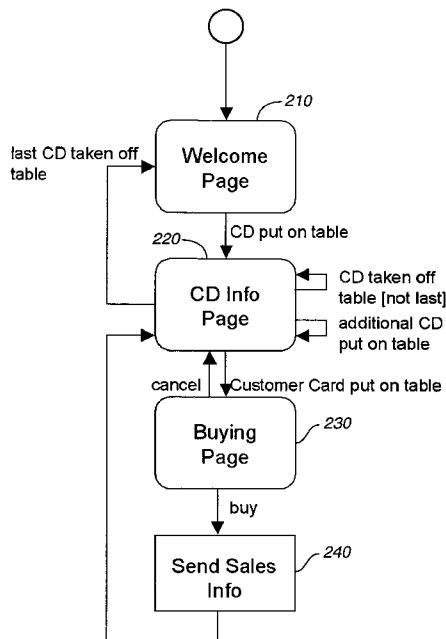 210
Welcome
Page
last CD taken off
table
CD put on table
220
CD Info
Page
CD taken off
table [not last]
additional CD
put on table
cancel
Customer Card put on table
Buying
Page
230
buy
240
Send Sales
Info